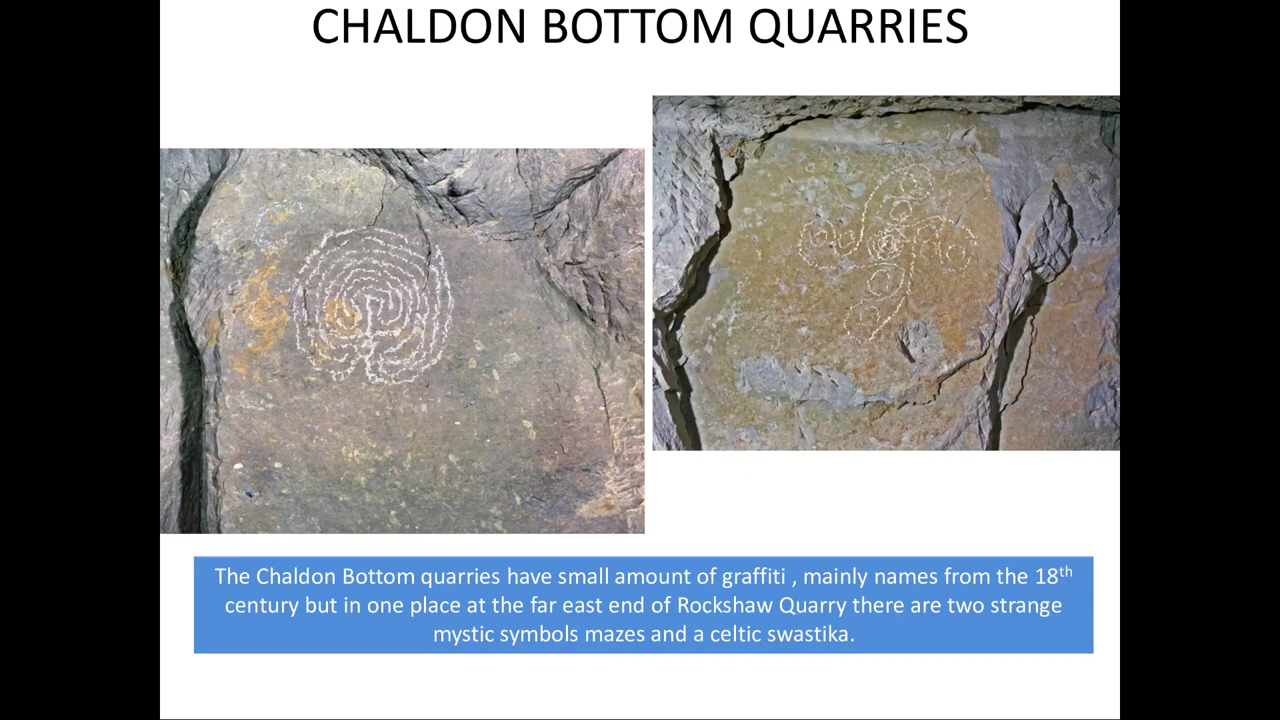 CHALDON BOTTOM QUARRIES
The Chaldon Bottom quarries have small amount of graffiti , mainly names from the 18th
century but in one place at the far east end of Rockshaw Quarry there are two strange
mystic symbols mazes and a celtic swastika.